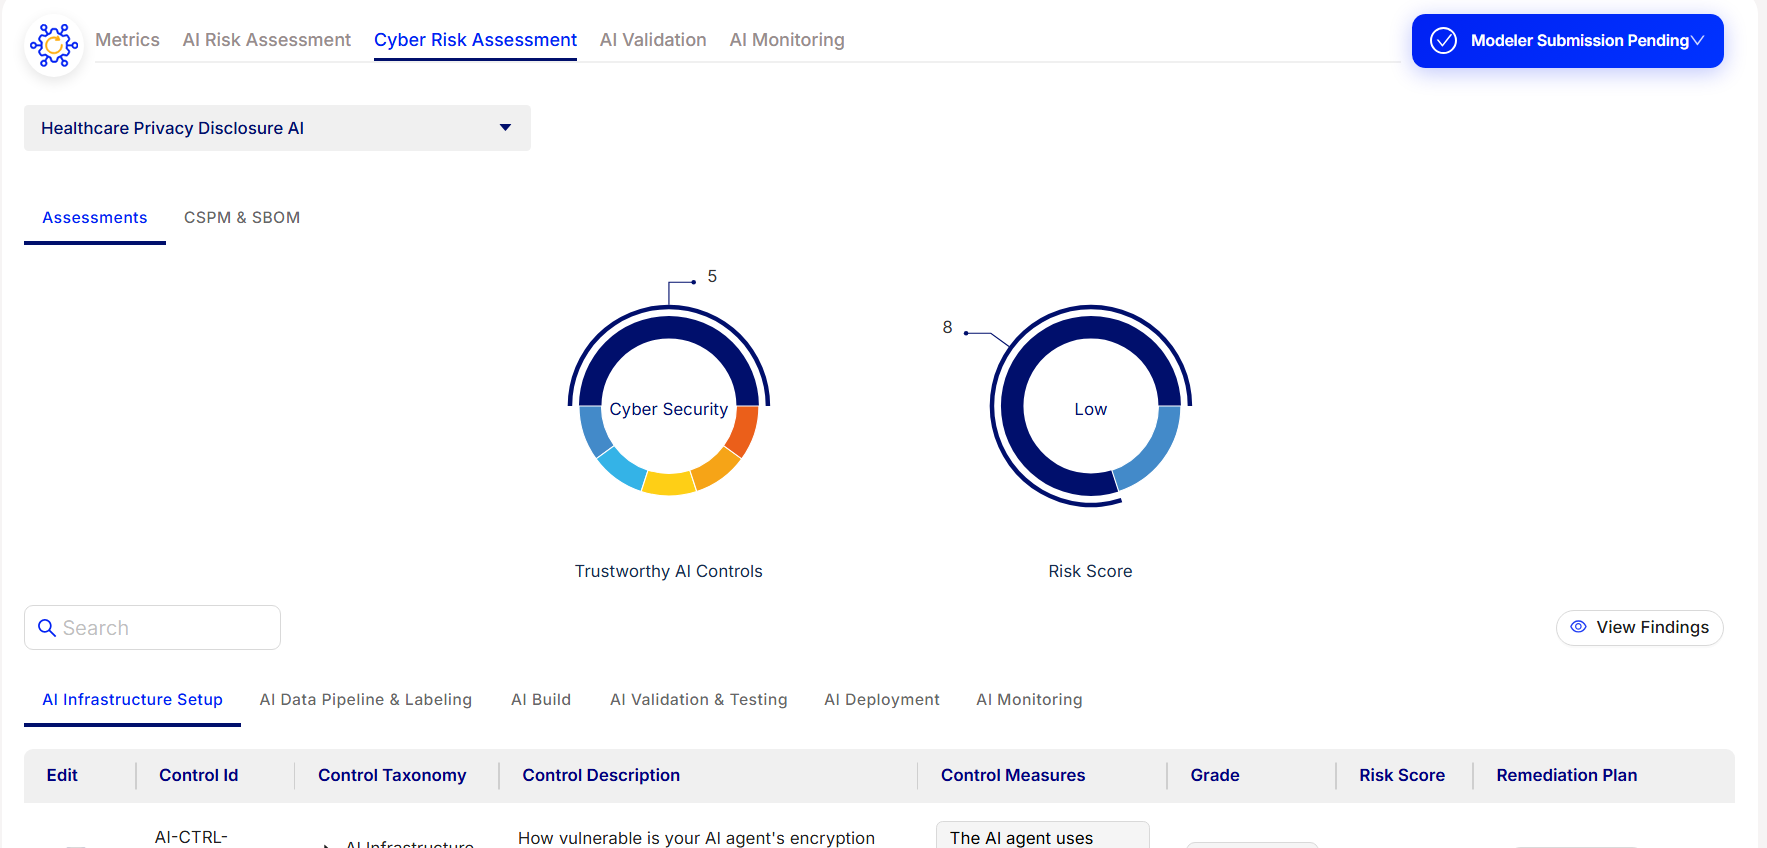 Metrics AI Risk Assessment Cyber Risk Assessment AI Validation AI Monitoring Modeler Submission Pending
Healthcare Privacy Disclosure AI
Assessments CSPM & SBOM
5
8
Cyber Security
Low
Trustworthy AI Controls
Risk Score
Search
View Findings
AI Infrastructure Setup AI Data Pipeline & Labeling AI Build AI Validation & Testing AI Deployment AI Monitoring
Edit Control Id Control Taxonomy Control Description Control Measures Grade Risk Score Remediation Plan
AI-CTRL- AI Infrastructure How vulnerable is your AI agent's encryption The AI agent uses